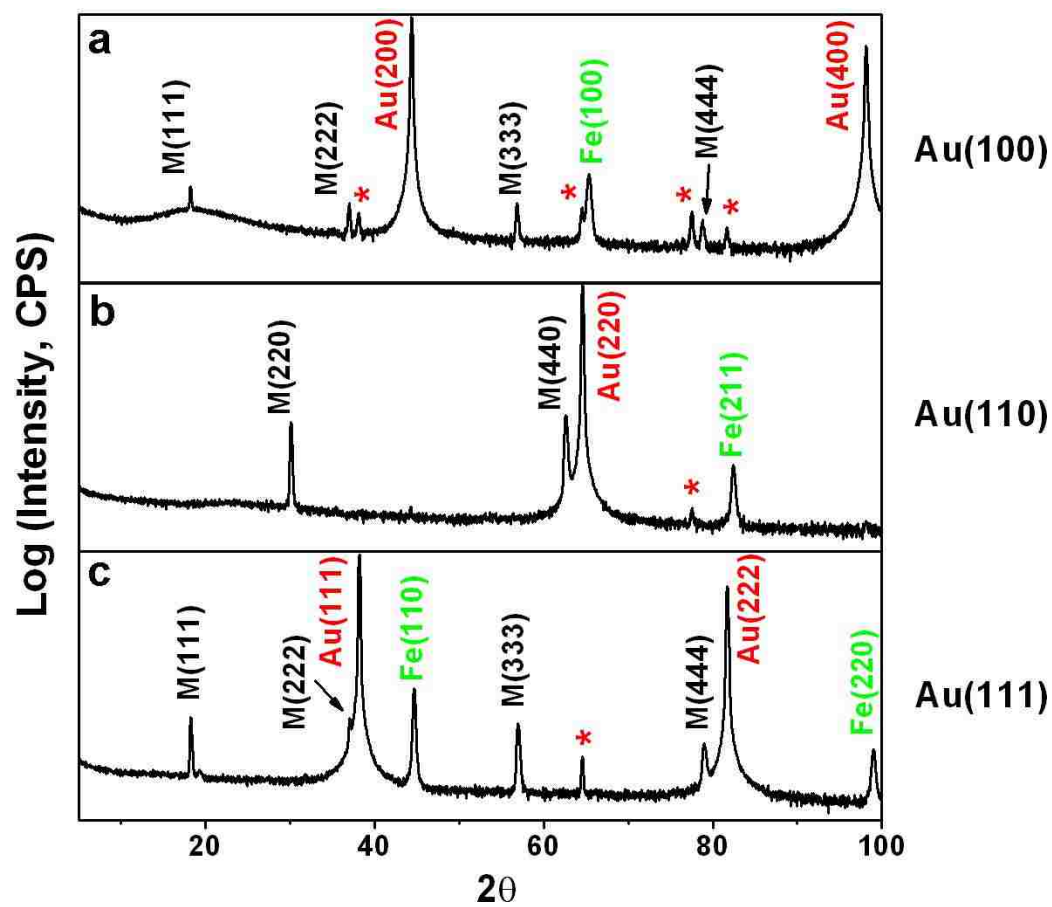 Log (Intensity, CPS)
a
M(111)
M(222)
*
Au(200)
M(333)
*
Fe(100)
*
M(444)
*
Au(400)
Au(100)
b
M(220)
M(440)
Au(220)
*
Fe(211)
Au(110)
c
M(111)
M(222)
Au(111)
Fe(110)
M(333)
*
M(444)
Au(222)
Fe(220)
Au(111)
20 40 60 80 100
2θ